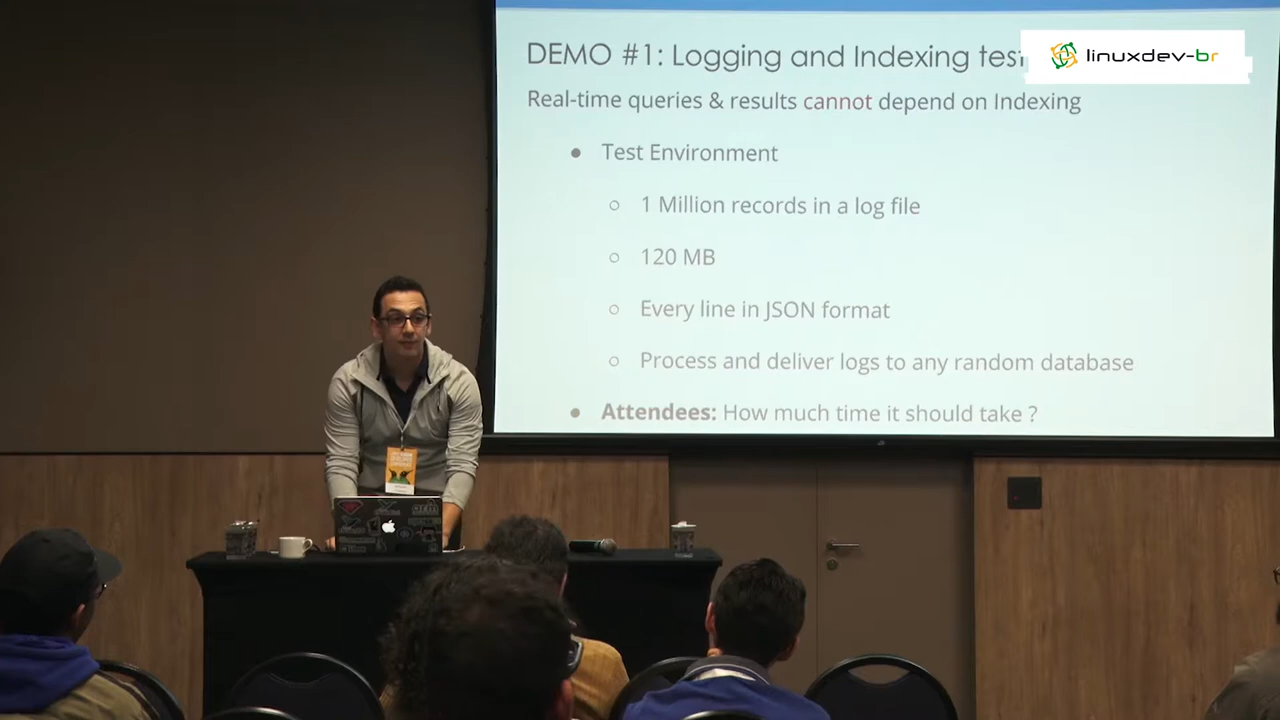 DEMO #1: Logging and Indexing test
linuxdev-br
Real-time queries & results cannot depend on Indexing
● Test Environment
○ 1 Million records in a log file
○ 120 MB
○ Every line in JSON format
○ Process and deliver logs to any random database
● Attendees: How much time it should take ?
arm